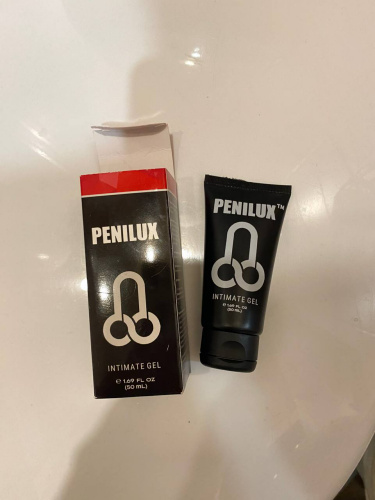 PENILUX
INTIMATE GEL
℮ 1.69 FL OZ
(50 mL)
PENILUX™
INTIMATE GEL
℮ 1.69 FL OZ
(50 mL)